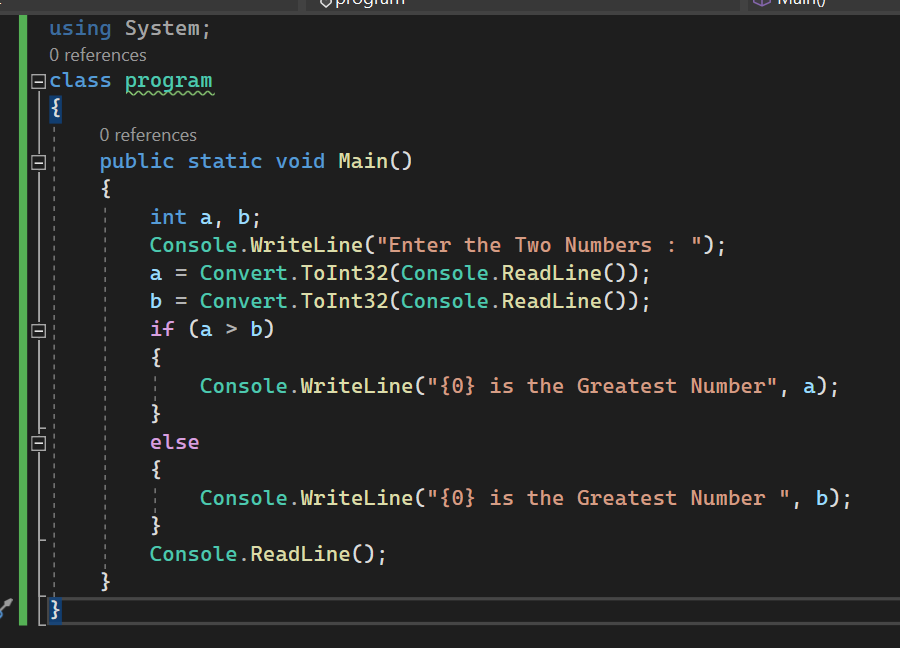 program Main()
using System;
0 references
class program
{
0 references
public static void Main()
{
int a, b;
Console.WriteLine("Enter the Two Numbers : ");
a = Convert.ToInt32(Console.ReadLine());
b = Convert.ToInt32(Console.ReadLine());
if (a > b)
{
Console.WriteLine("{0} is the Greatest Number", a);
}
else
{
Console.WriteLine("{0} is the Greatest Number ", b);
}
Console.ReadLine();
}
}